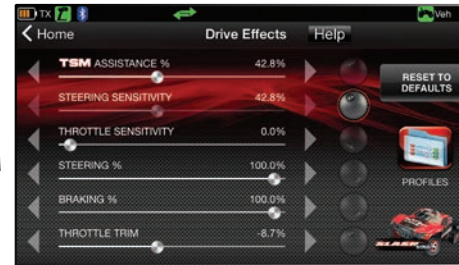 TX Veh
Home Drive Effects Help
TSM ASSISTANCE % 42.8%
RESET TO DEFAULTS
STEERING SENSITIVITY 42.8%
THROTTLE SENSITIVITY 0.0%
STEERING % 100.0%
PROFILES
BRAKING % 100.0%
THROTTLE TRIM -8.7%
SLASH